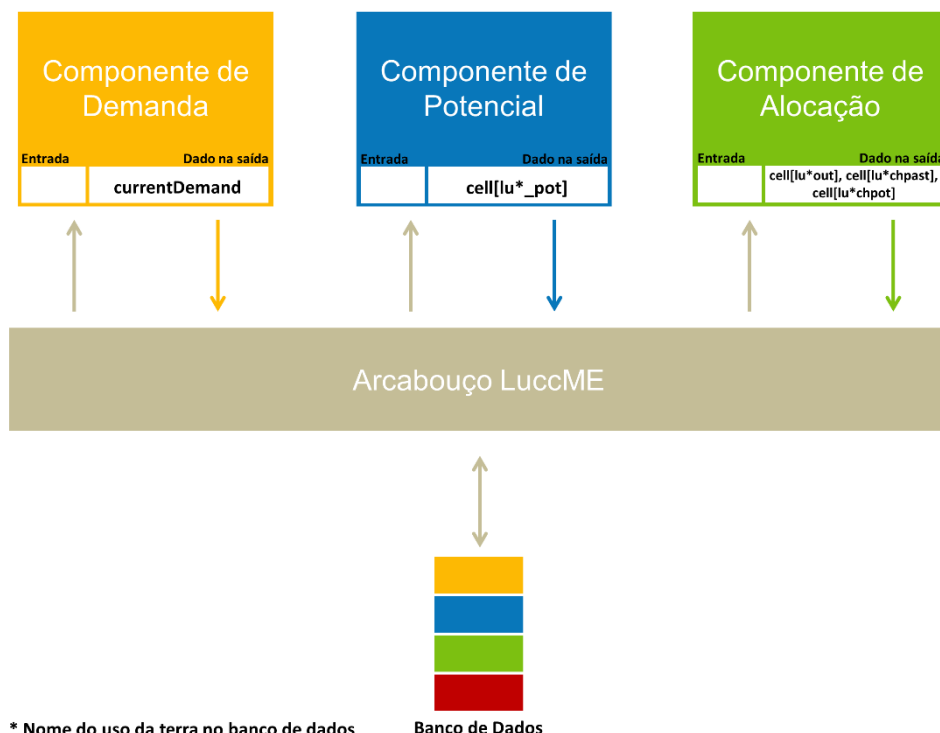 Componente de
Demanda
Entrada
Dado na saída
currentDemand
Componente de
Potencial
Entrada
Dado na saída
cell[lu*_pot]
Componente de
Alocação
Entrada
Dado na saída
cell[lu*out], cell[lu*chpast],
cell[lu*chpot]
Arcabouço LuccME
* Nome do uso da terra no banco de dados
Banco de Dados